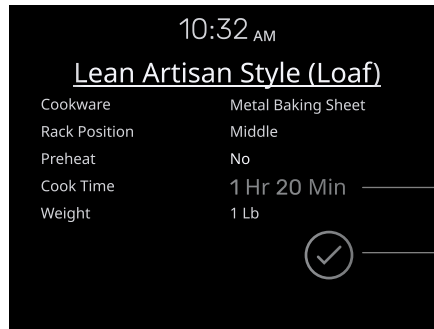 10:32 AM
Lean Artisan Style (Loaf)
Cookware Metal Baking Sheet
Rack Position Middle
Preheat No
Cook Time 1 Hr 20 Min
Weight 1 Lb